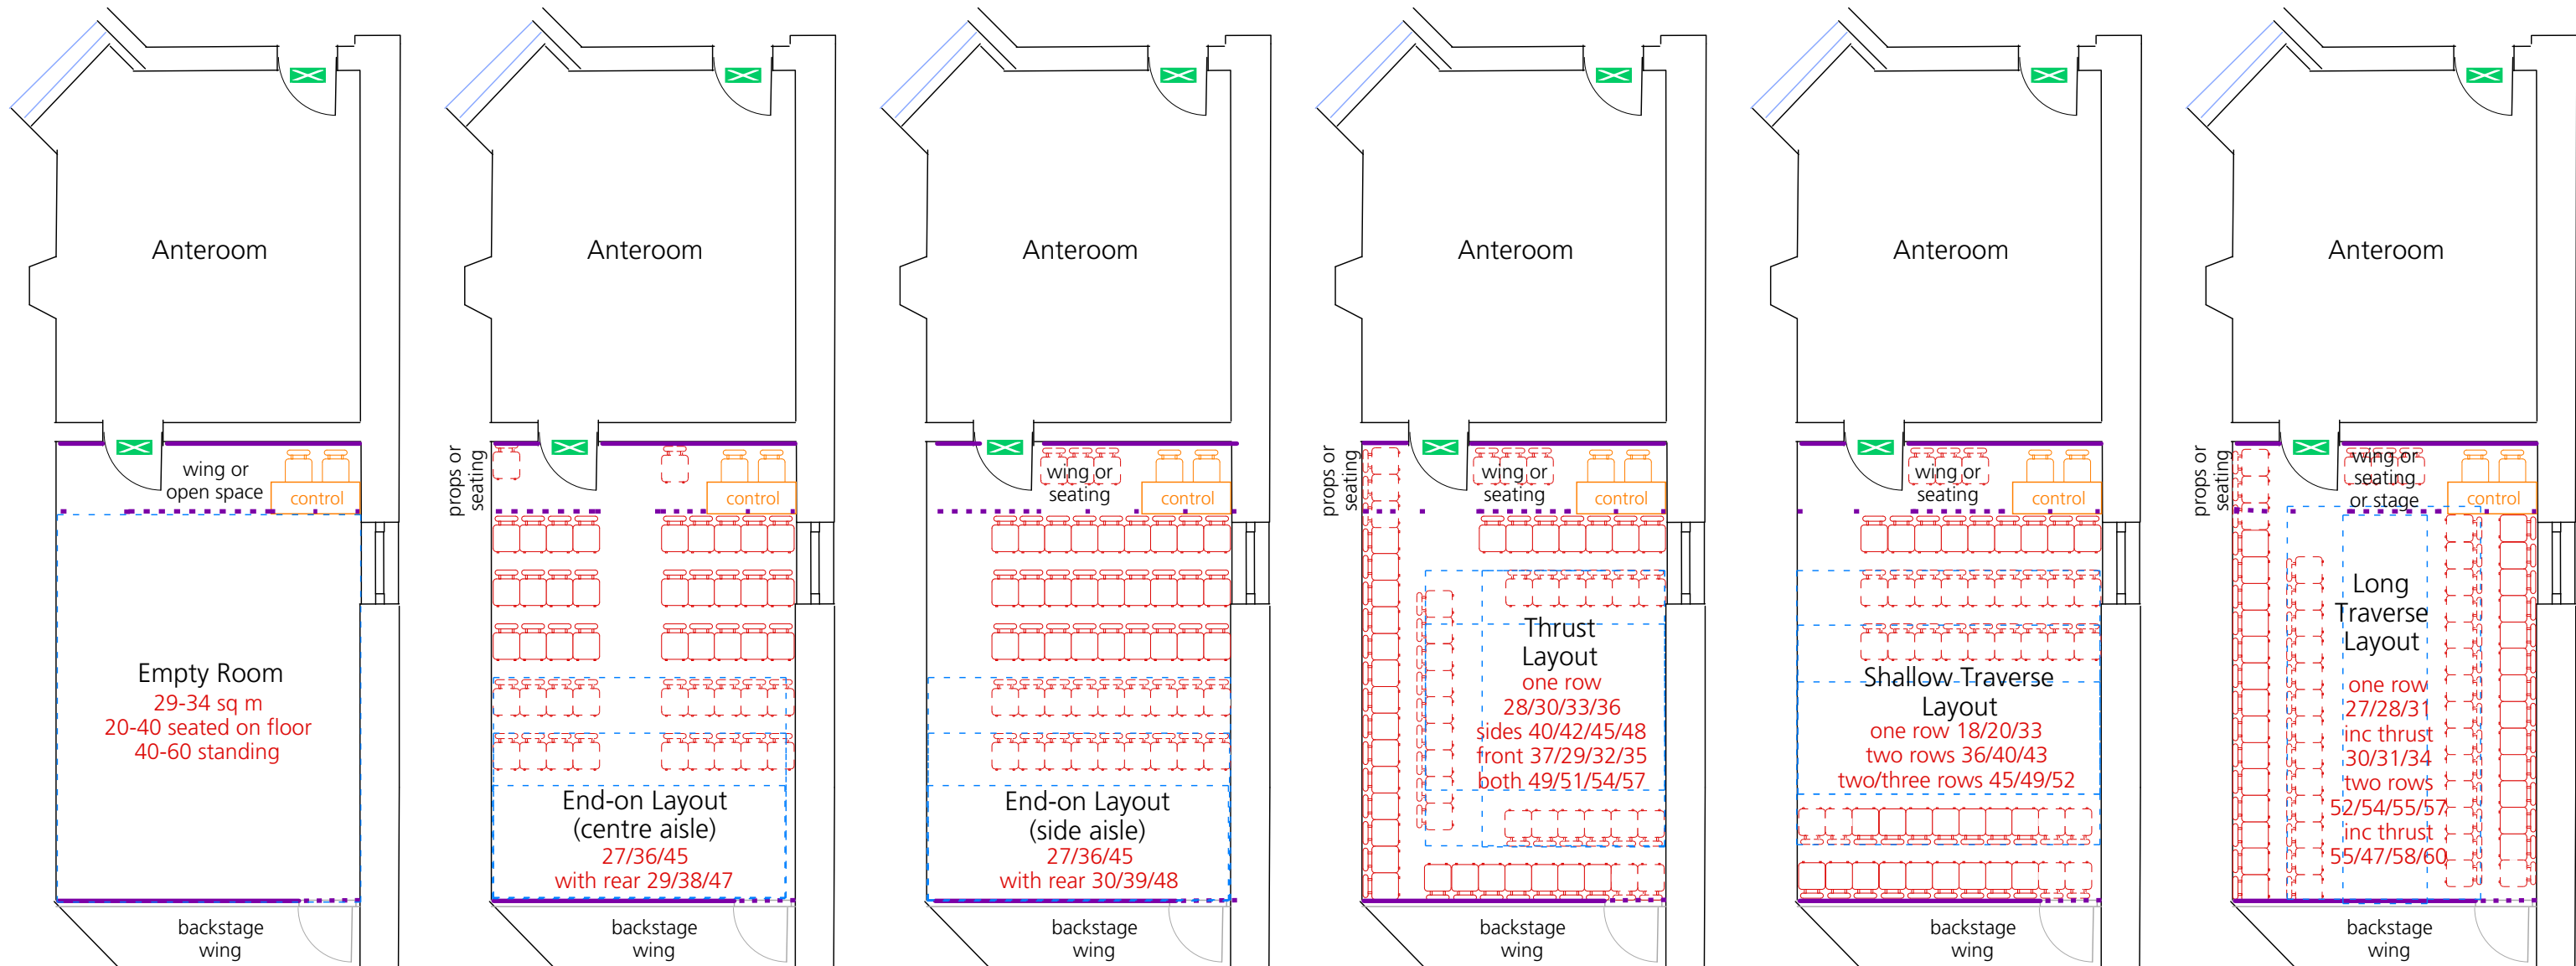 Anteroom
wing or
open space
control
Empty Room
29-34 sq m
20-40 seated on floor
40-60 standing
backstage
wing
Anteroom
props or
seating
control
End-on Layout
(centre aisle)
27/36/45
with rear 29/38/47
backstage
wing
Anteroom
wing or
seating
control
End-on Layout
(side aisle)
27/36/45
with rear 30/39/48
backstage
wing
Anteroom
props or
seating
wing or
seating
control
Thrust
Layout
one row
28/30/33/36
sides 40/42/45/48
front 37/29/32/35
both 49/51/54/57
backstage
wing
Anteroom
wing or
seating
control
Shallow Traverse
Layout
one row 18/20/33
two rows 36/40/43
two/three rows 45/49/52
backstage
wing
Anteroom
props or
seating
wing or
seating
or stage
control
Long
Traverse
Layout
one row
27/28/31
inc thrust
30/31/34
two rows
52/54/55/57
inc thrust
55/47/58/60
backstage
wing